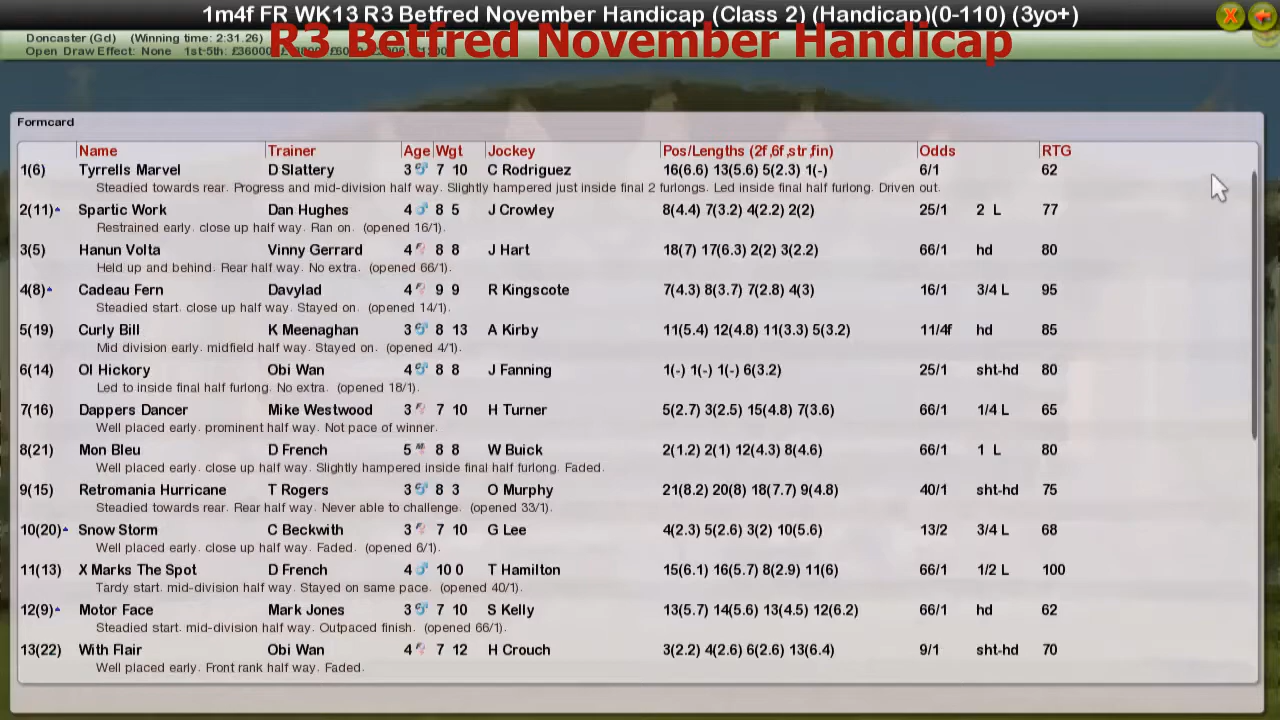 1m4f FR WK13 R3 Betfred November Handicap (Class 2) (Handicap)(0-110) (3yo+)
Doncaster (Gd) (Winning time: 2:31.26)
R3 Betfred November Handicap
Open Draw Effect: None 1st-5th: £36000
Formcard
Name Trainer Age Wgt Jockey Pos/Lengths (2f,6f,str,fin) Odds RTG
1(6) Tyrrells Marvel D Slattery 3 7 10 C Rodriguez 16(6.6) 13(5.6) 5(2.3) 1(-) 6/1 62
Steadied towards rear. Progress and mid-division half way. Slightly hampered just inside final 2 furlongs. Led inside final half furlong. Driven out.
2(11) Spartic Work Dan Hughes 4 8 5 J Crowley 8(4.4) 7(3.2) 4(2.2) 2(2) 25/1 2 L 77
Restrained early. close up half way. Ran on. (opened 16/1).
3(5) Hanun Volta Vinny Gerrard 4 8 8 J Hart 18(7) 17(6.3) 2(2) 3(2.2) 66/1 hd 80
Held up and behind. Rear half way. No extra. (opened 66/1).
4(8) Cadeau Fern Davylad 4 9 9 R Kingscote 7(4.3) 8(3.7) 7(2.8) 4(3) 16/1 3/4 L 95
Steadied start. close up half way. Stayed on. (opened 14/1).
5(19) Curly Bill K Meenaghan 3 8 13 A Kirby 11(5.4) 12(4.8) 11(3.3) 5(3.2) 11/4f hd 85
Mid division early. midfield half way. Stayed on. (opened 4/1).
6(14) Ol Hickory Obi Wan 4 8 8 J Fanning 1(-) 1(-) 1(-) 6(3.2) 25/1 sht-hd 80
Led to inside final half furlong. No extra. (opened 18/1).
7(16) Dappers Dancer Mike Westwood 3 7 10 H Turner 5(2.7) 3(2.5) 15(4.8) 7(3.6) 66/1 1/4 L 65
Well placed early. prominent half way. Not pace of winner.
8(21) Mon Bleu D French 5 8 8 W Buick 2(1.2) 2(1) 12(4.3) 8(4.6) 66/1 1 L 80
Well placed early. close up half way. Slightly hampered inside final half furlong. Faded.
9(15) Retromania Hurricane T Rogers 3 8 3 O Murphy 21(8.2) 20(8) 18(7.7) 9(4.8) 40/1 sht-hd 75
Steadied towards rear. Rear half way. Never able to challenge. (opened 33/1).
10(20) Snow Storm C Beckwith 3 7 10 G Lee 4(2.3) 5(2.6) 3(2) 10(5.6) 13/2 3/4 L 68
Well placed early. close up half way. Faded. (opened 6/1).
11(13) X Marks The Spot D French 4 10 0 T Hamilton 15(6.1) 16(5.7) 8(2.9) 11(6) 66/1 1/2 L 100
Tardy start. mid-division half way. Stayed on same pace. (opened 40/1).
12(9) Motor Face Mark Jones 3 7 10 S Kelly 13(5.7) 14(5.6) 13(4.5) 12(6.2) 66/1 hd 62
Steadied start. mid-division half way. Outpaced finish. (opened 66/1).
13(22) With Flair Obi Wan 4 7 12 H Crouch 3(2.2) 4(2.6) 6(2.6) 13(6.4) 9/1 sht-hd 70
Well placed early. Front rank half way. Faded.